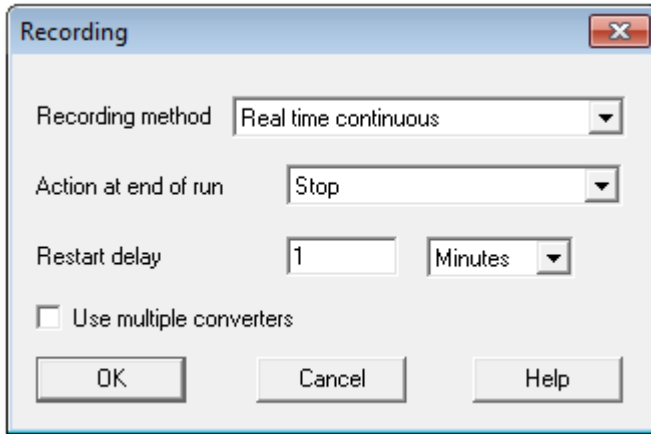 Recording
Recording method Real time continuous
Action at end of run Stop
Restart delay 1 Minutes
Use multiple converters
OK Cancel Help